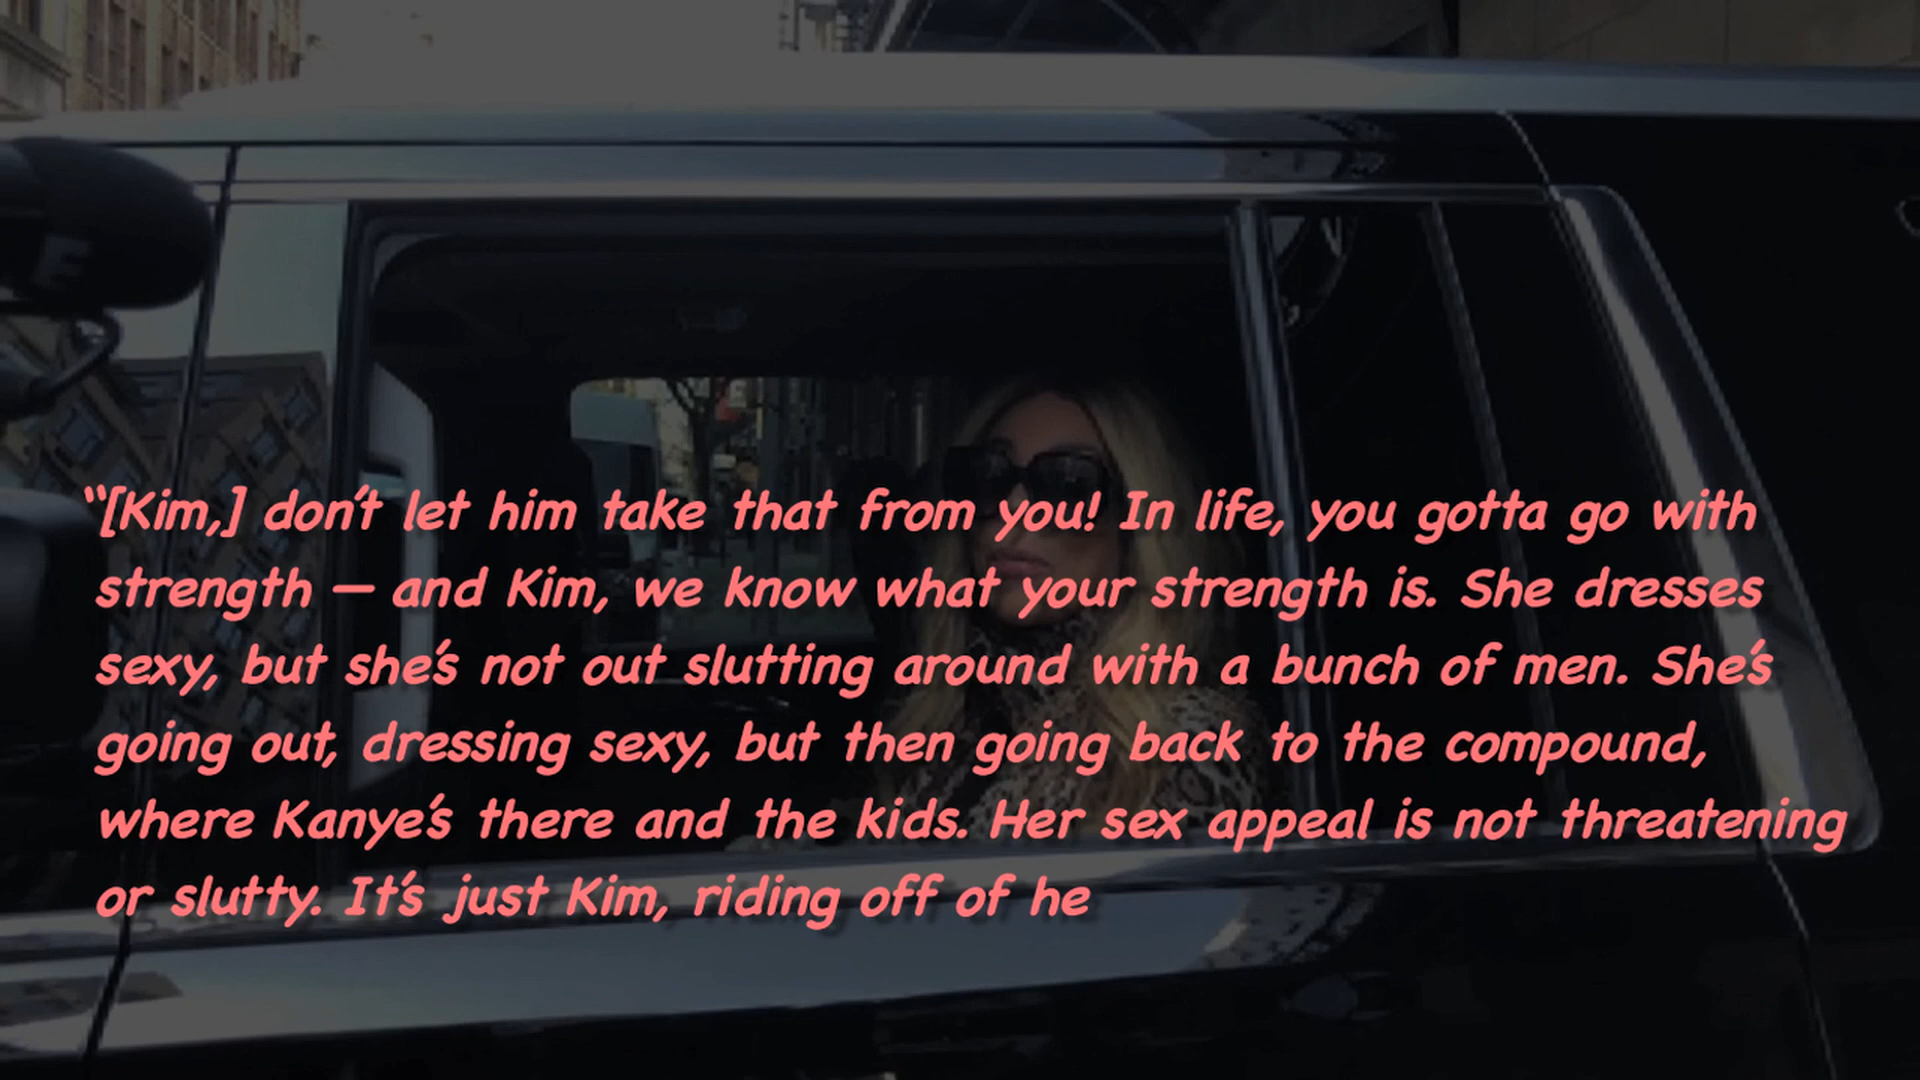 “[Kim,] don’t let him take that from you! In life, you gotta go with
strength — and Kim, we know what your strength is. She dresses
sexy, but she’s not out slutting around with a bunch of men. She’s
going out, dressing sexy, but then going back to the compound,
where Kanye’s there and the kids. Her sex appeal is not threatening
or slutty. It’s just Kim, riding off of he